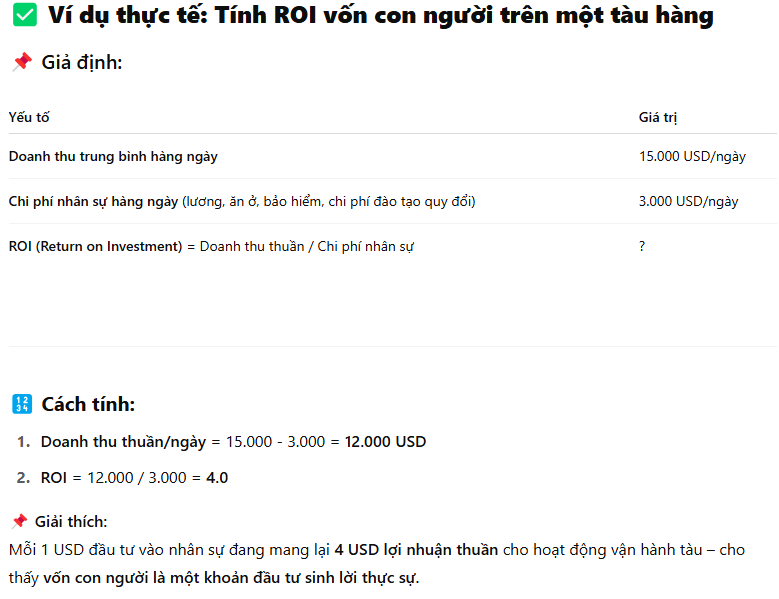 ✅ Ví dụ thực tế: Tính ROI vốn con người trên một tàu hàng
📌 Giả định:
Yếu tố Giá trị
Doanh thu trung bình hàng ngày 15.000 USD/ngày
Chi phí nhân sự hàng ngày (lương, ăn ở, bảo hiểm, chi phí đào tạo quy đổi) 3.000 USD/ngày
ROI (Return on Investment) = Doanh thu thuần / Chi phí nhân sự ?
🔢 Cách tính:
1. Doanh thu thuần/ngày = 15.000 - 3.000 = 12.000 USD
2. ROI = 12.000 / 3.000 = 4.0
📌 Giải thích:
Mỗi 1 USD đầu tư vào nhân sự đang mang lại 4 USD lợi nhuận thuần cho hoạt động vận hành tàu – cho
thấy vốn con người là một khoản đầu tư sinh lời thực sự.